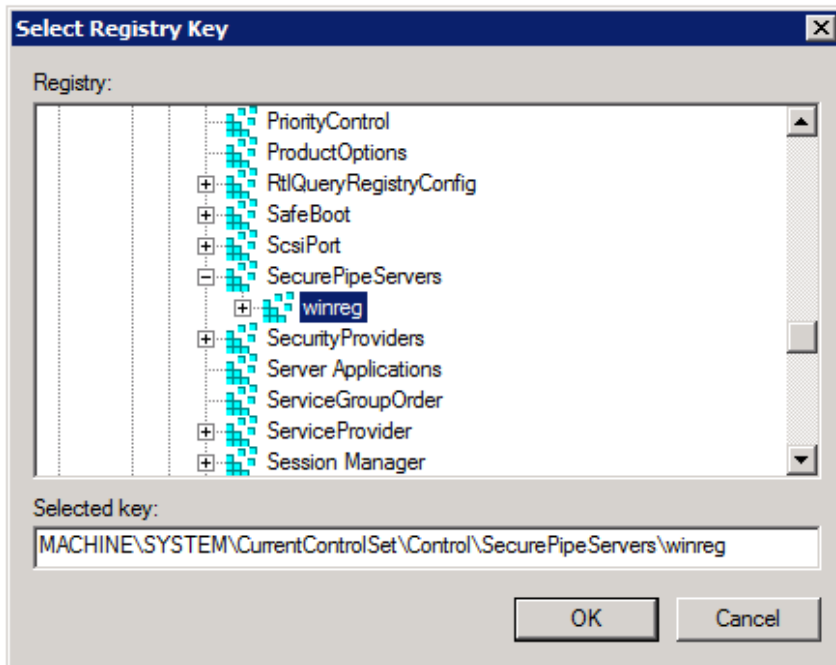 Select Registry Key
Registry:
PriorityControl
ProductOptions
RtlQueryRegistryConfig
SafeBoot
ScsiPort
SecurePipeServers
winreg
SecurityProviders
Server Applications
ServiceGroupOrder
ServiceProvider
Session Manager
Selected key:
MACHINE\SYSTEM\CurrentControlSet\Control\SecurePipeServers\winreg
OK Cancel